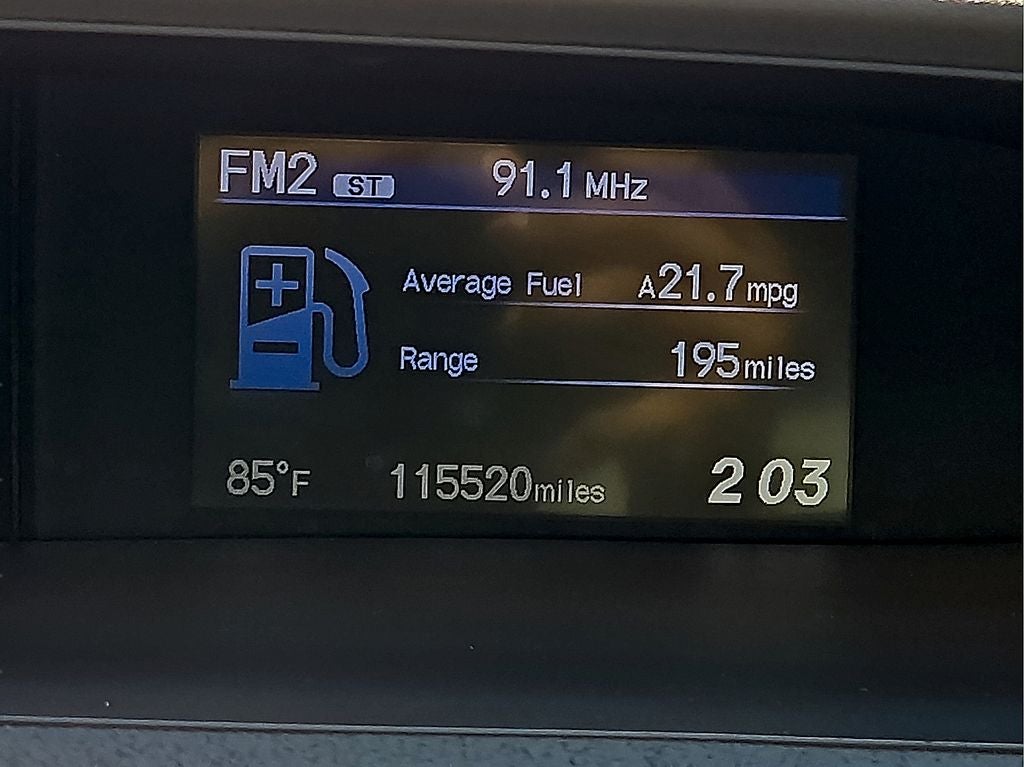 FM2 ST 91.1 MHz
Average Fuel A21.7mpg
Range 195miles
85°F 115520miles 2 03